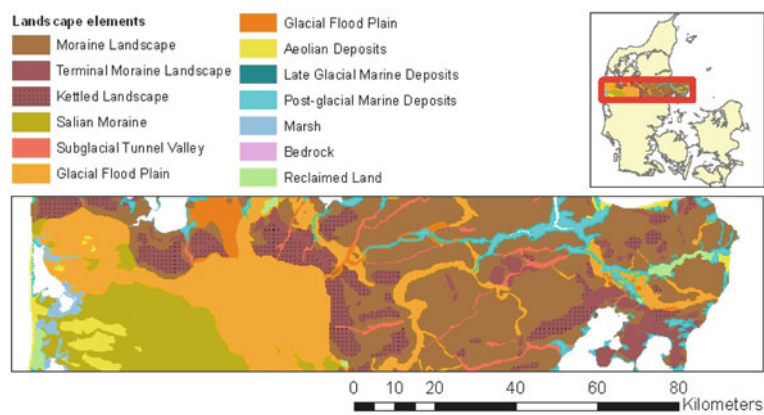 Landscape elements
Moraine Landscape
Terminal Moraine Landscape
Kettled Landscape
Salian Moraine
Subglacial Tunnel Valley
Glacial Flood Plain
Glacial Flood Plain
Aeolian Deposits
Late Glacial Marine Deposits
Post-glacial Marine Deposits
Marsh
Bedrock
Reclaimed Land
0 10 20 40 60 80
Kilometers